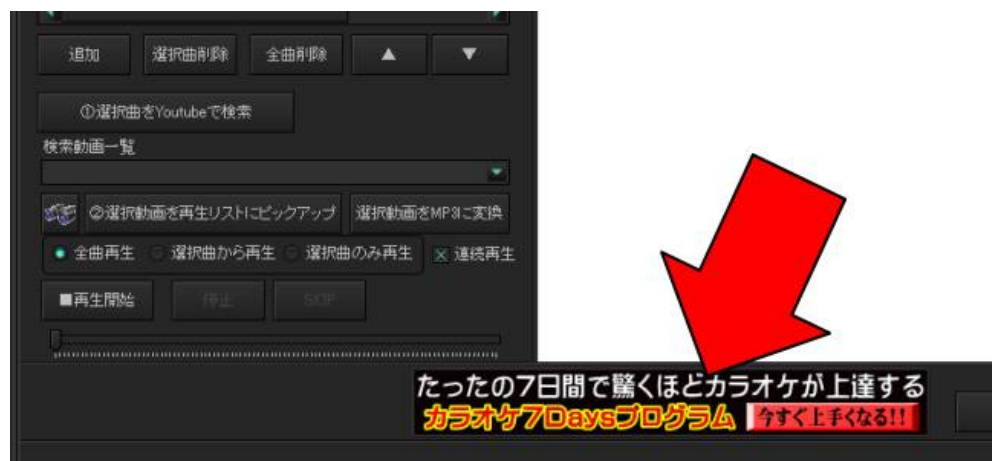 追加 選択曲削除 全曲削除 ▲ ▼
①選択曲をYoutubeで検索
検索動画一覧
②選択動画を再生リストにピックアップ 選択動画をMP3に変換
全曲再生 選択曲から再生 選択曲のみ再生 連続再生
■再生開始 停止 SKIP
たったの7日間で驚くほどカラオケが上達する
カラオケ7Daysプログラム 今すぐ上手くなる!!